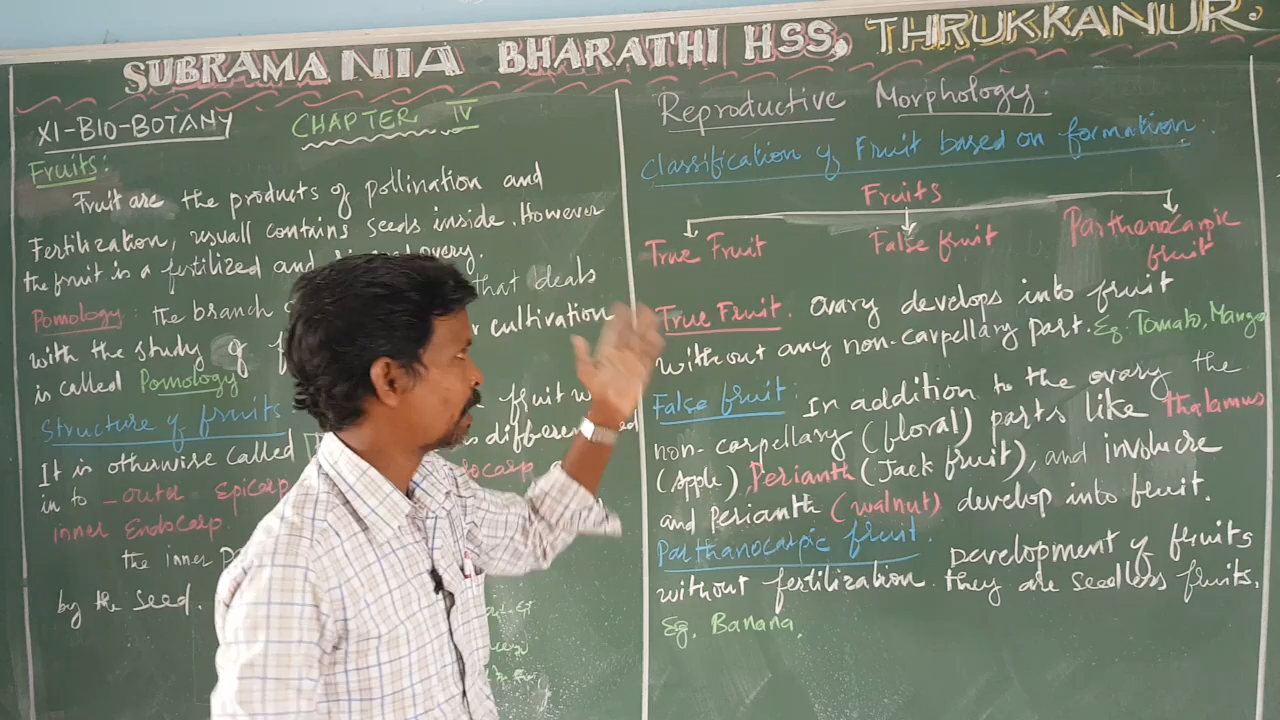 SUBRAMANIA BHARATHI HSS, THRUKKANUR.
XI-BIO-BOTANY
CHAPTER IV
Fruits:
Fruit are the products of pollination and
Fertilization, usuall contains seeds inside. However
the fruit is a fertilized and ovary.
Pomology: the branch that deals
with the study of cultivation
is called Pomology
Structure of fruits
It is otherwise called fruit
in to outer Epicarp
inner Endocarp.
the inner
by the seed.
Reproductive Morphology.
Classification of Fruit based on formation.
Fruits
True Fruit False fruit Parthenocarpic
fruit
True Fruit. Ovary develops into fruit
without any non-carpellary part. Eg. Tomato, Mango
False fruit: In addition to the ovary the
non-carpellary (floral) parts like Thalamus
(Apple), Perianth (Jack fruit), and involucre
and Perianth (walnut) develop into fruit.
Parthanocarpic fruit. Development of fruits
without fertilization. They are seedless fruits.
Eg. Banana.